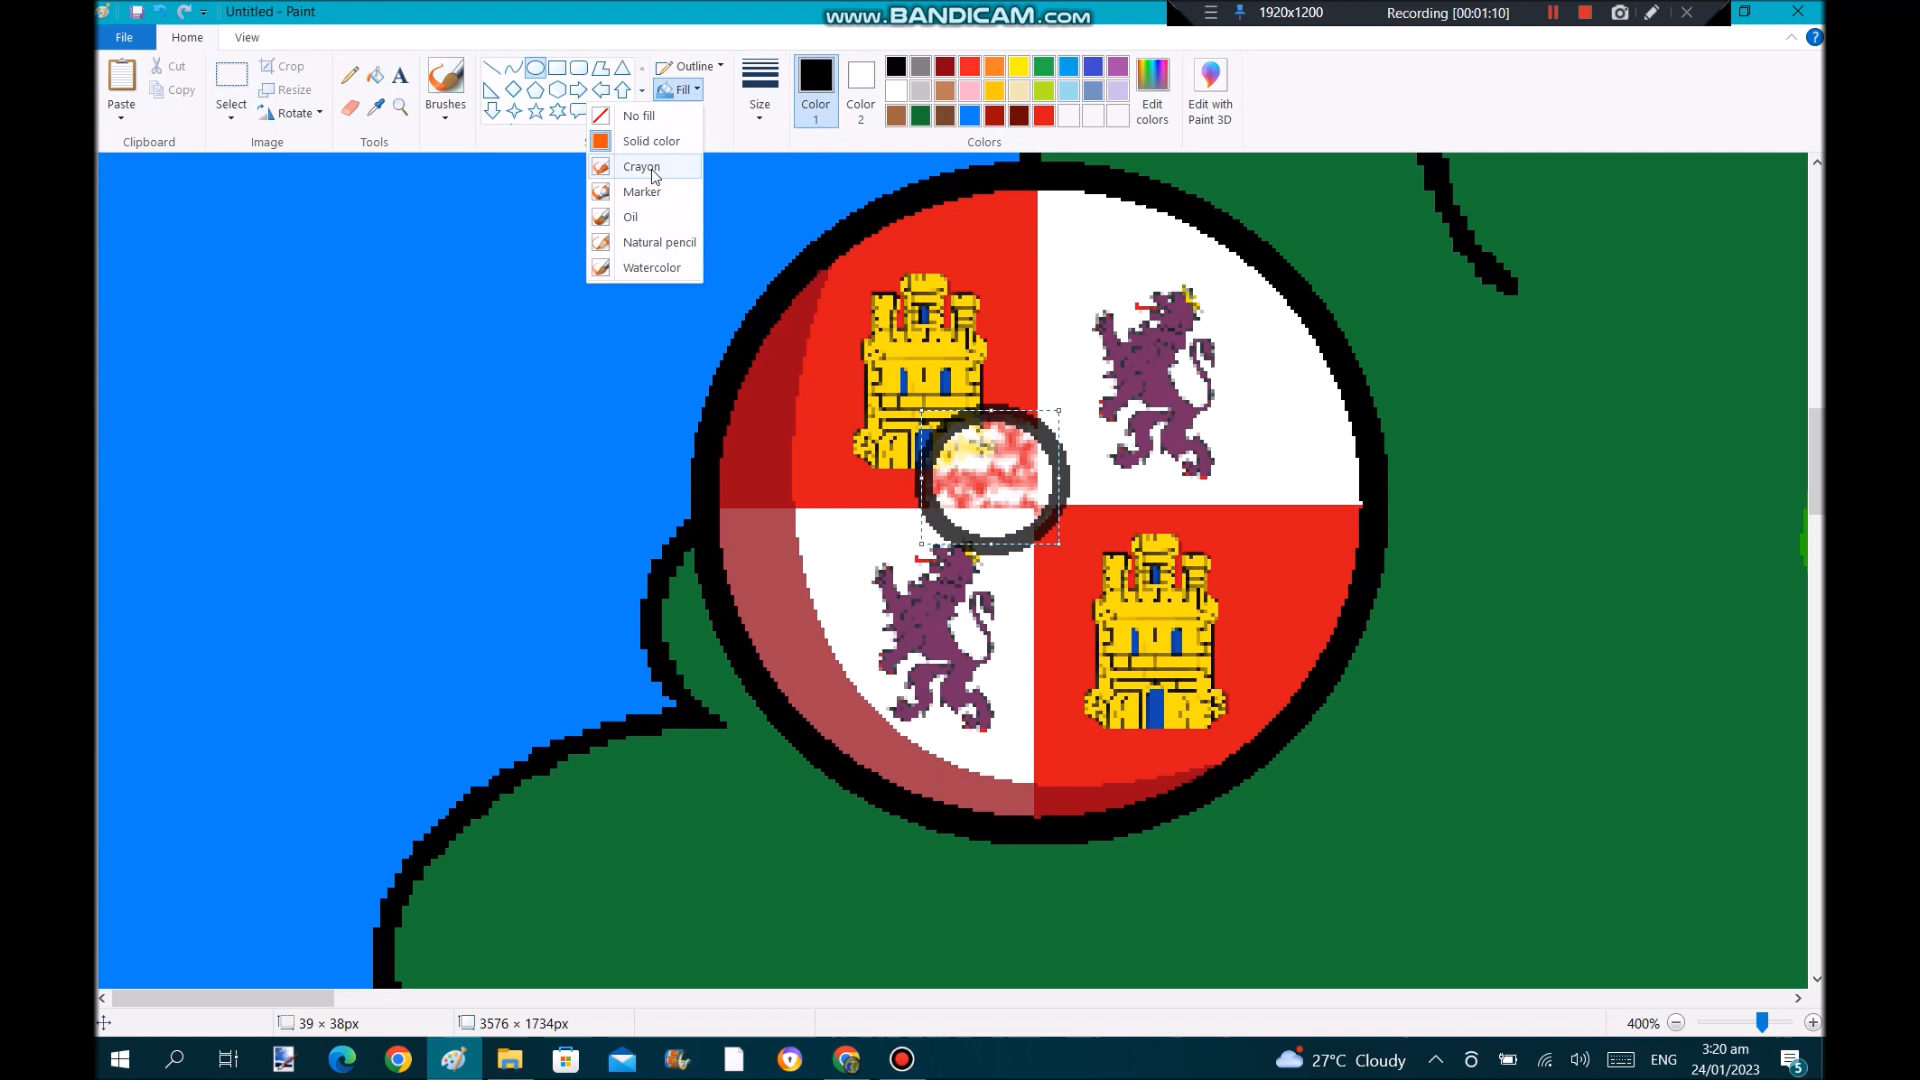 Untitled - Paint
www.BANDICAM.com
1920x1200
Recording [00:01:10]
File
Home
View
Paste
Cut
Copy
Clipboard
Select
Crop
Resize
Rotate
Image
Tools
Brushes
Outline
Fill
No fill
Solid color
Crayon
Marker
Oil
Natural pencil
Watercolor
Size
Color
1
Color
2
Colors
Edit
colors
Edit with
Paint 3D
39 × 38px
3576 × 1734px
400%
27°C Cloudy
ENG
3:20 am
24/01/2023
5